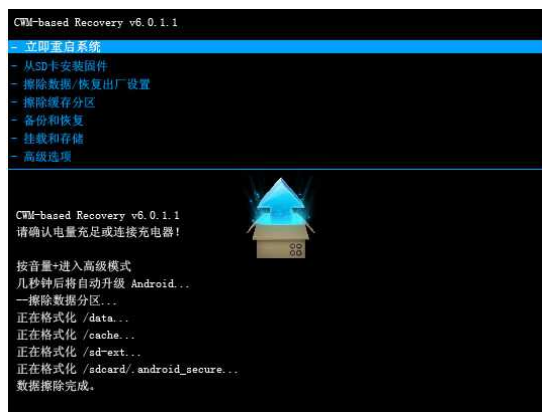 CWM-based Recovery v6.0.1.1
- 立即重启系统
- 从SD卡安装固件
- 擦除数据/恢复出厂设置
- 擦除缓存分区
- 备份和恢复
- 挂载和存储
- 高级选项
CWM-based Recovery v6.0.1.1
请确认电量充足或连接充电器!
按音量+进入高级模式
几秒钟后将自动升级 Android...
--擦除数据分区...
正在格式化 /data...
正在格式化 /cache...
正在格式化 /sd-ext...
正在格式化 /sdcard/.android_secure...
数据擦除完成。